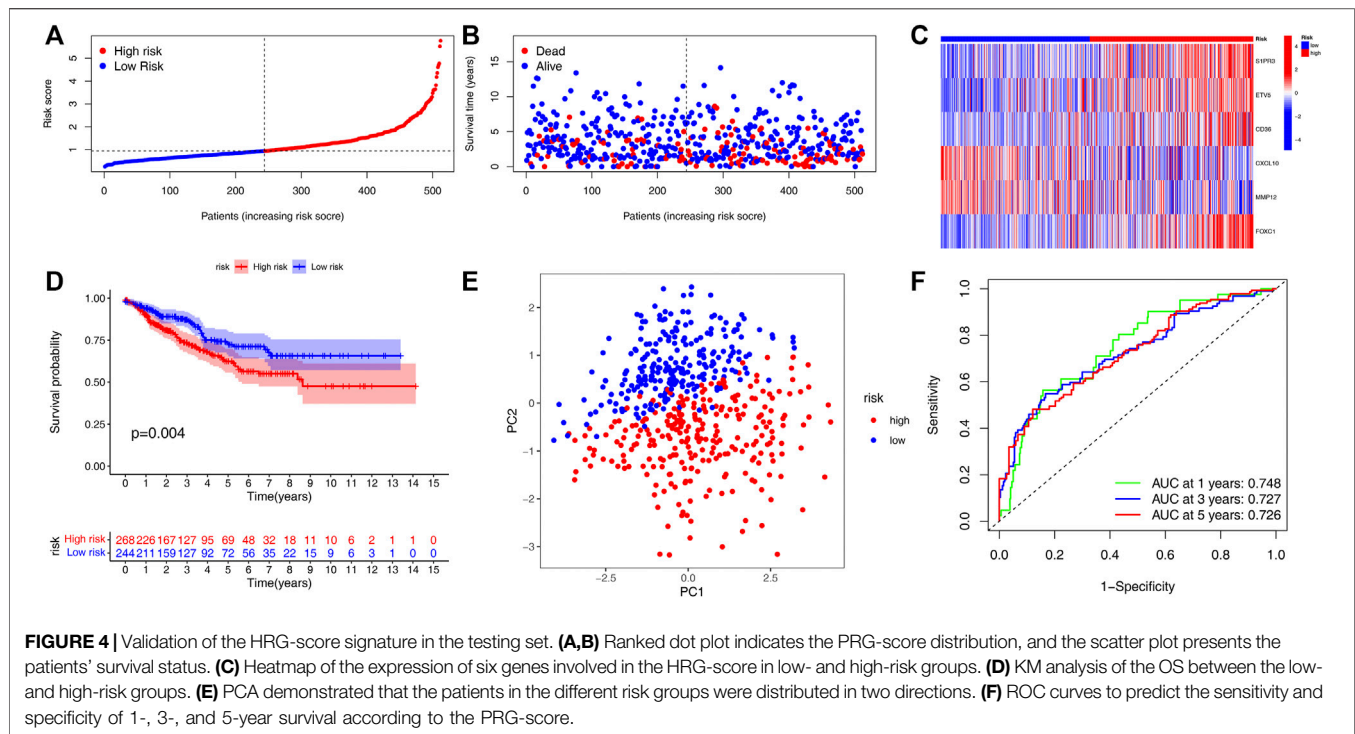 A
High risk
Low Risk
Risk score
5
4
3
2
1
0 100 200 300 400 500
Patients (increasing risk socre)
B
Dead
Alive
Survival time (years)
15
10
5
0
0 100 200 300 400 500
Patients (increasing risk socre)
C
Risk
S1PR3
ETV5
CD36
CXCL10
MMP12
FOXC1
Risk
low
high
4
2
0
−2
−4
D
risk High risk Low risk
Survival probability
1.00
0.75
0.50
0.25
0.00
p=0.004
0 1 2 3 4 5 6 7 8 9 10 11 12 13 14 15
Time(years)
risk
High risk 268 226 167 127 95 69 48 32 18 11 10 6 2 1 1 0
Low risk 244 211 159 127 92 72 56 35 22 15 9 6 3 1 0 0
0 1 2 3 4 5 6 7 8 9 10 11 12 13 14 15
Time(years)
E
PC2
2
1
0
−1
−2
−3
−2.5 0.0 2.5
PC1
risk
high
low
F
Sensitivity
1.0
0.8
0.6
0.4
0.2
0.0
AUC at 1 years: 0.748
AUC at 3 years: 0.727
AUC at 5 years: 0.726
0.0 0.2 0.4 0.6 0.8 1.0
1−Specificity
FIGURE 4 | Validation of the HRG-score signature in the testing set. (A,B) Ranked dot plot indicates the PRG-score distribution, and the scatter plot presents the
patients' survival status. (C) Heatmap of the expression of six genes involved in the HRG-score in low- and high-risk groups. (D) KM analysis of the OS between the low-
and high-risk groups. (E) PCA demonstrated that the patients in the different risk groups were distributed in two directions. (F) ROC curves to predict the sensitivity and
specificity of 1-, 3-, and 5-year survival according to the PRG-score.